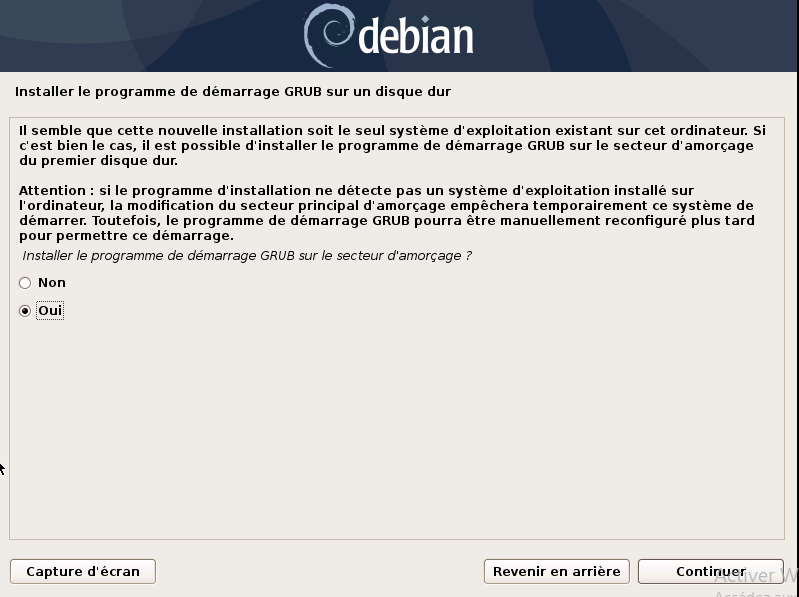 debian
Installer le programme de démarrage GRUB sur un disque dur
Il semble que cette nouvelle installation soit le seul système d'exploitation existant sur cet ordinateur. Si
c'est bien le cas, il est possible d'installer le programme de démarrage GRUB sur le secteur d'amorçage
du premier disque dur.
Attention : si le programme d'installation ne détecte pas un système d'exploitation installé sur
l'ordinateur, la modification du secteur principal d'amorçage empêchera temporairement ce système de
démarrer. Toutefois, le programme de démarrage GRUB pourra être manuellement reconfiguré plus tard
pour permettre ce démarrage.
Installer le programme de démarrage GRUB sur le secteur d'amorçage ?
Non
Oui
Capture d'écran
Revenir en arrière
Continuer
Activer W